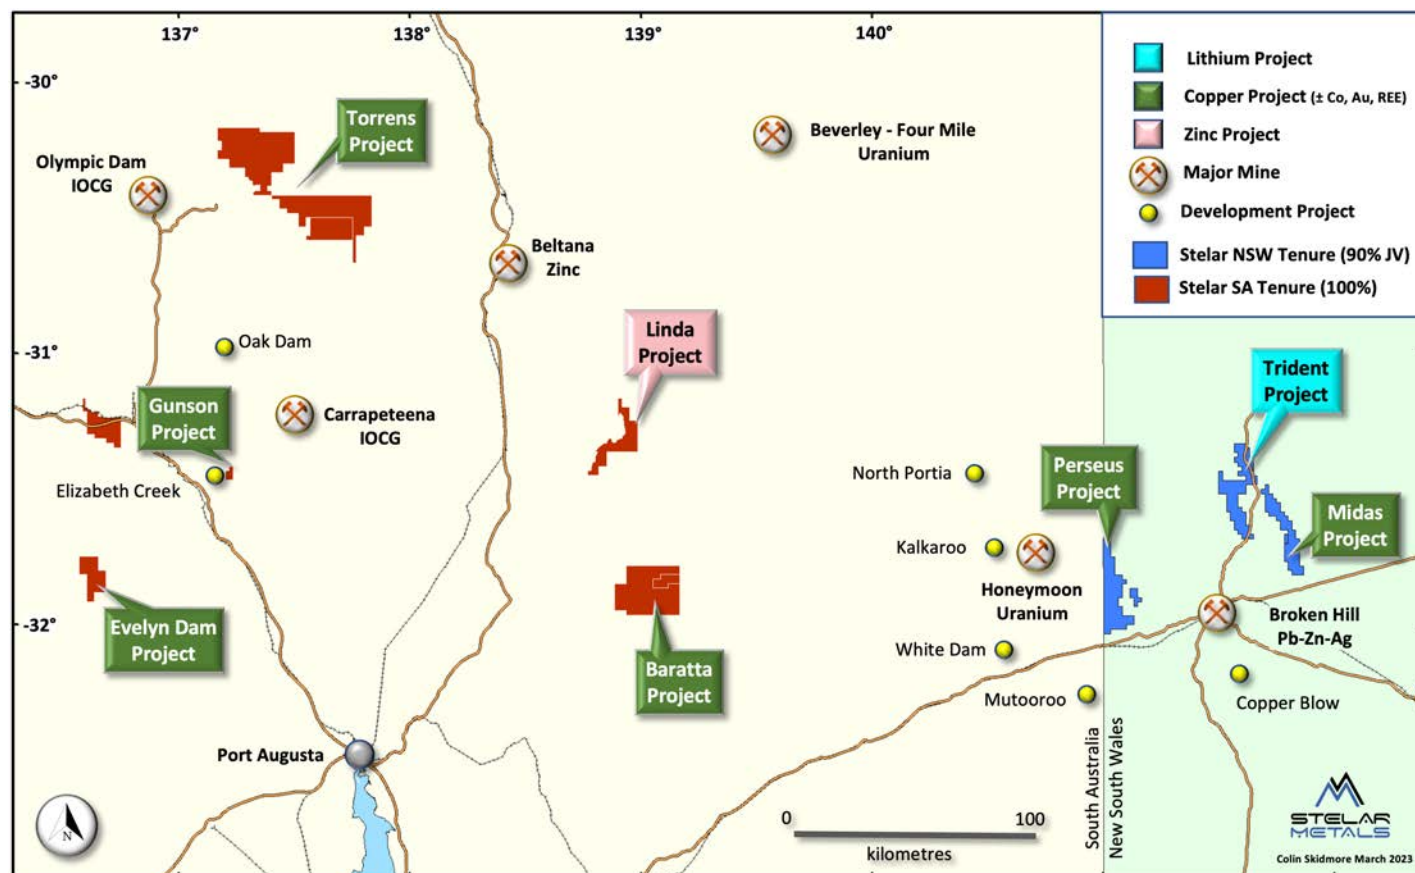 137°
138°
139°
140°
-30°
-31°
-32°
Lithium Project
Copper Project (± Co, Au, REE)
Zinc Project
Major Mine
Development Project
Stelar NSW Tenure (90% JV)
Stelar SA Tenure (100%)
Torrens
Project
Olympic Dam
IOCG
Beverley - Four Mile
Uranium
Beltana
Zinc
Oak Dam
Linda
Project
Gunson
Project
Carrapeteena
IOCG
Elizabeth Creek
Trident
Project
North Portia
Perseus
Project
Midas
Project
Kalkaroo
Honeymoon
Uranium
Evelyn Dam
Project
Broken Hill
Pb-Zn-Ag
White Dam
Baratta
Project
Mutooroo
Copper Blow
Port Augusta
South Australia
New South Wales
N
0
100
kilometres
STELAR
METALS
Colin Skidmore March 2023